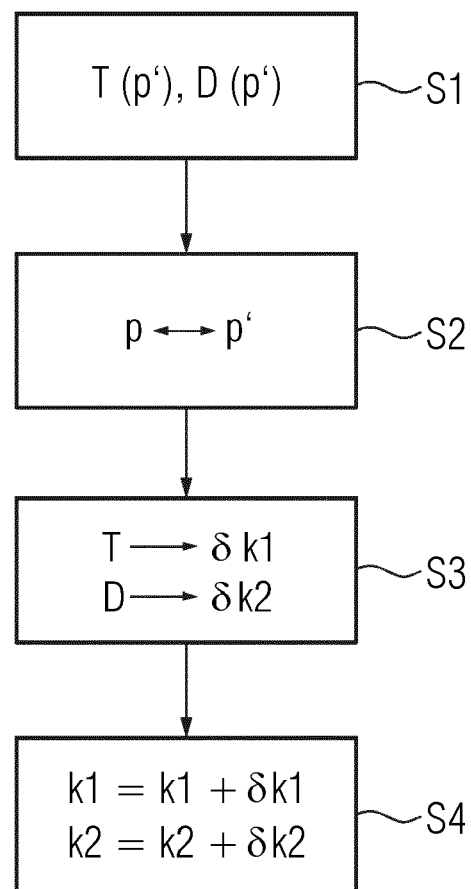 T (p‘), D (p‘)
S1
p ↔ p‘
S2
T → δ k1
D → δ k2
S3
k1 = k1 + δk1
k2 = k2 + δk2
S4